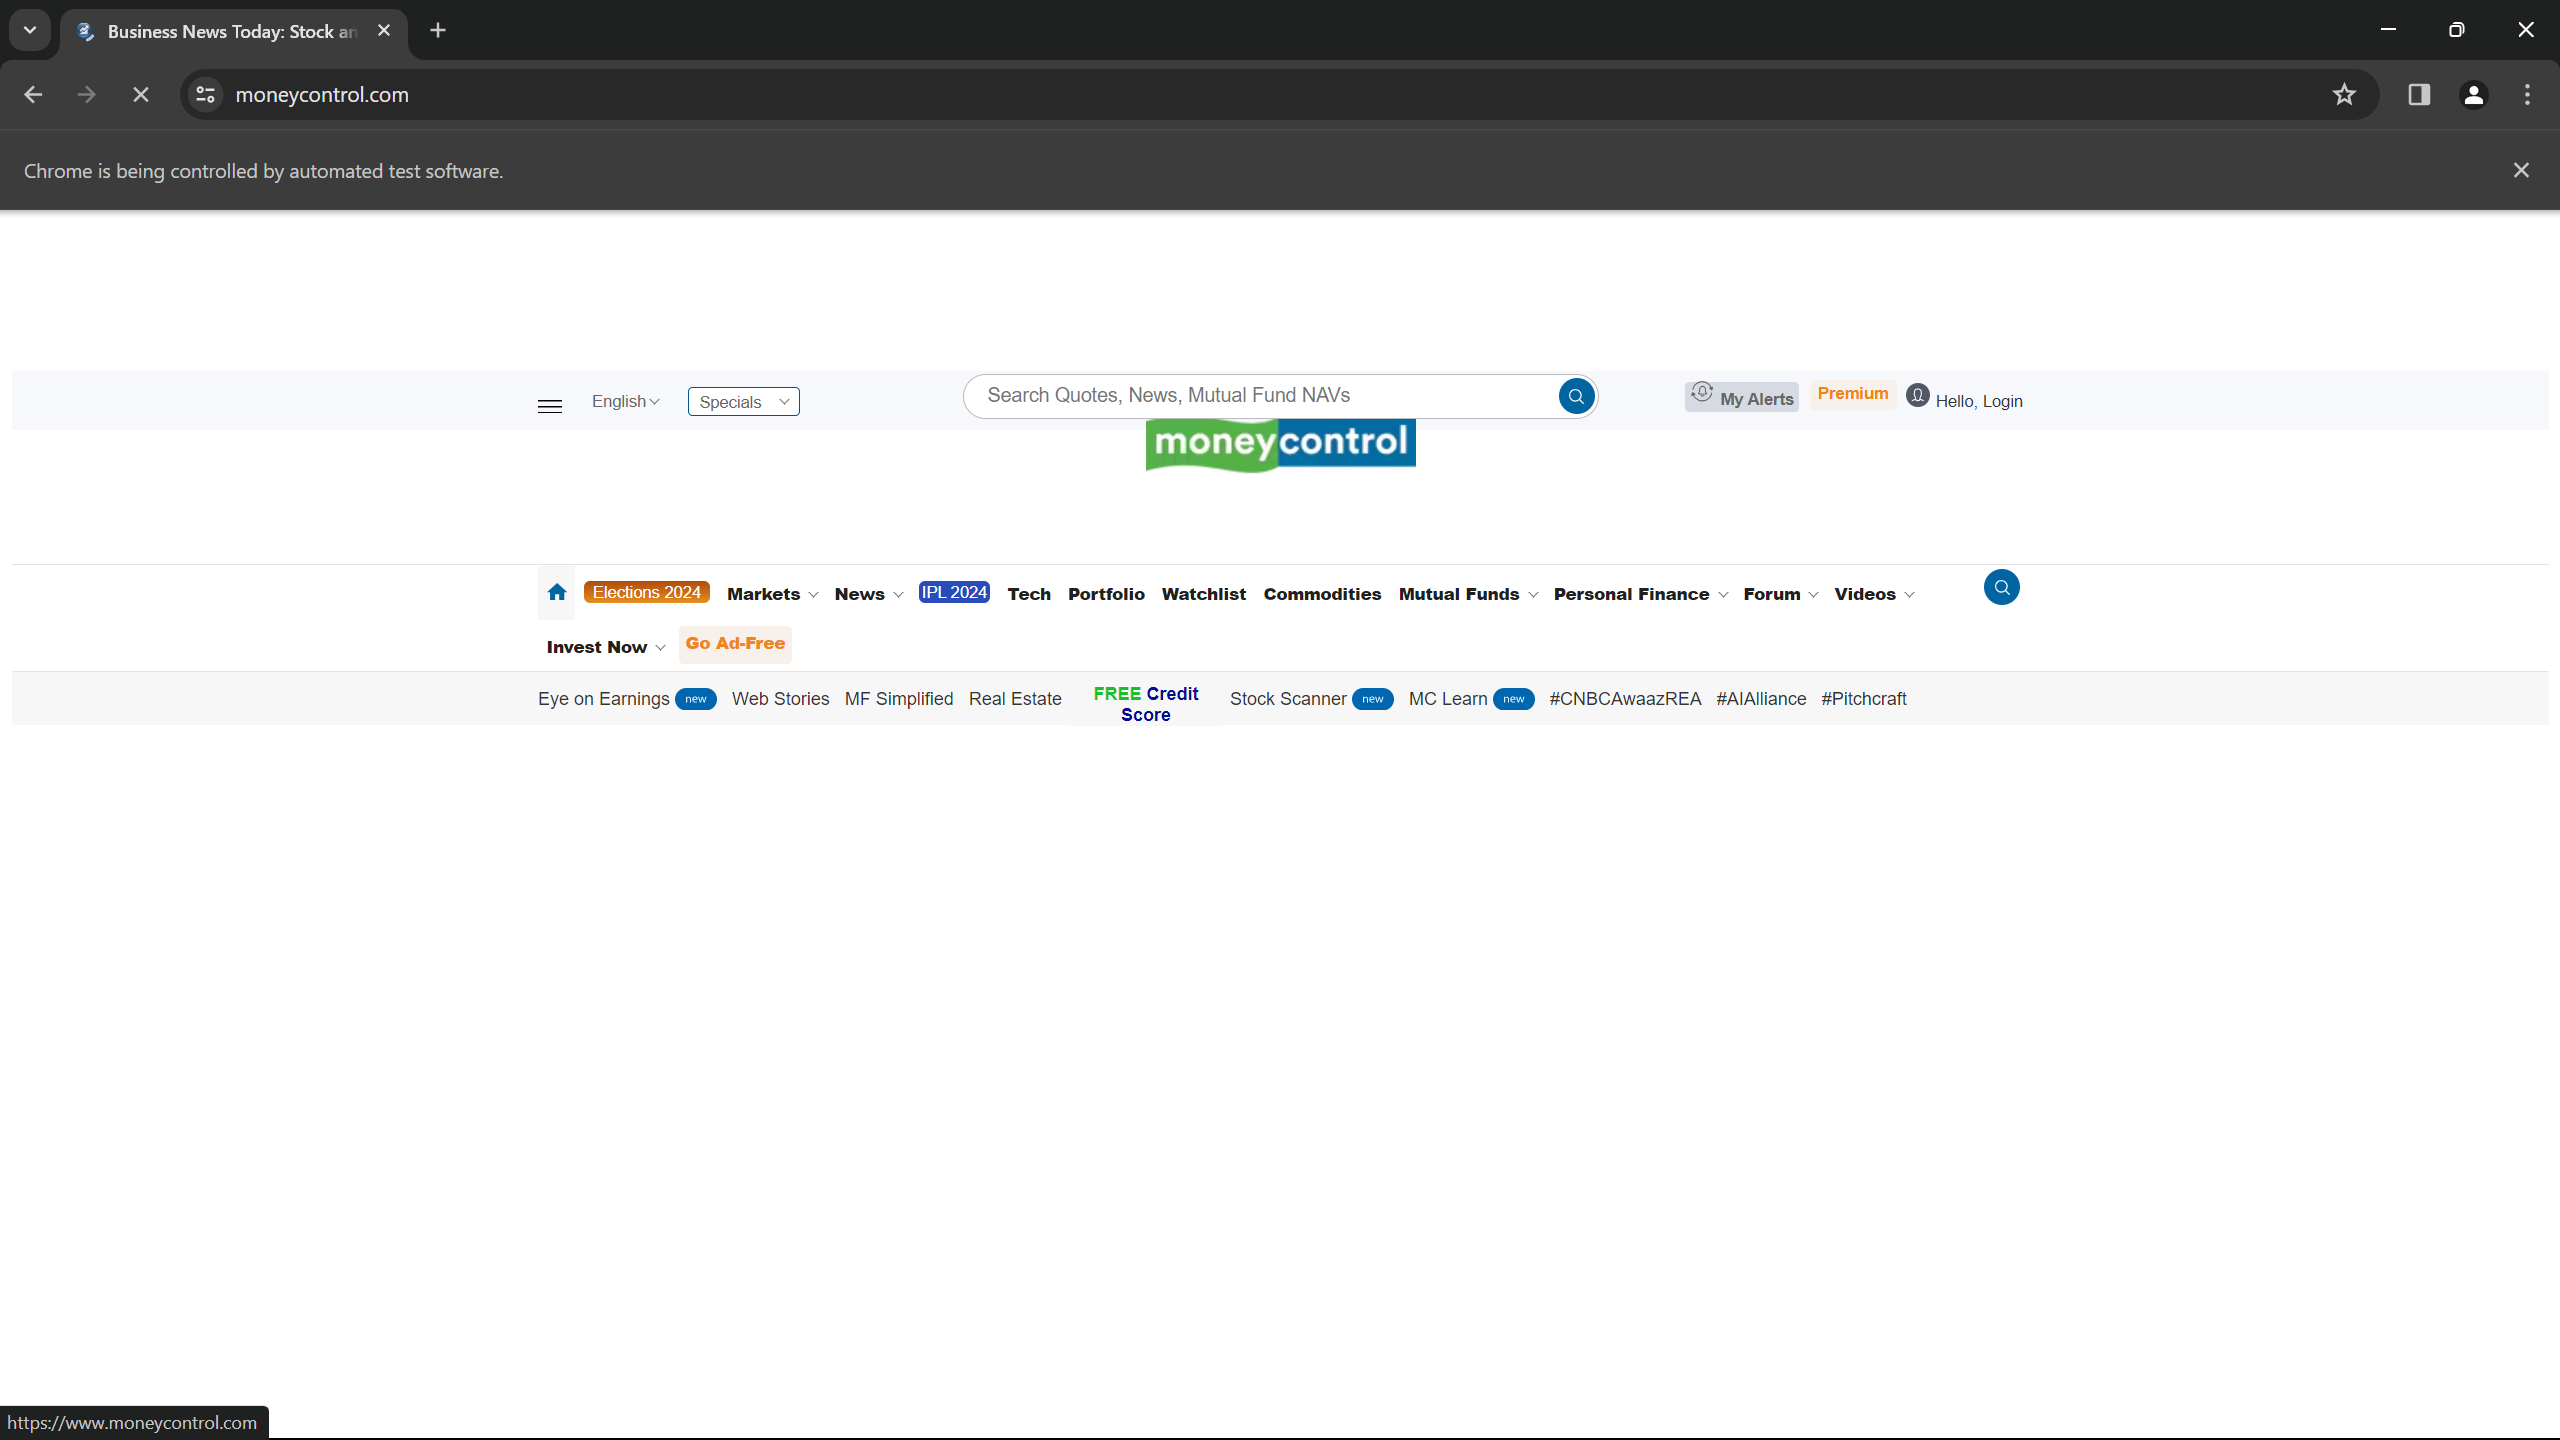 Business News Today: Stock an
moneycontrol.com
Chrome is being controlled by automated test software.
English Specials Search Quotes, News, Mutual Fund NAVs My Alerts Premium Hello, Login
moneycontrol
Elections 2024 Markets News IPL 2024 Tech Portfolio Watchlist Commodities Mutual Funds Personal Finance Forum Videos
Invest Now Go Ad-Free
Eye on Earnings new Web Stories MF Simplified Real Estate FREE Credit Score Stock Scanner new MC Learn new #CNBCAwaazREA #AIAlliance #Pitchcraft
https://www.moneycontrol.com